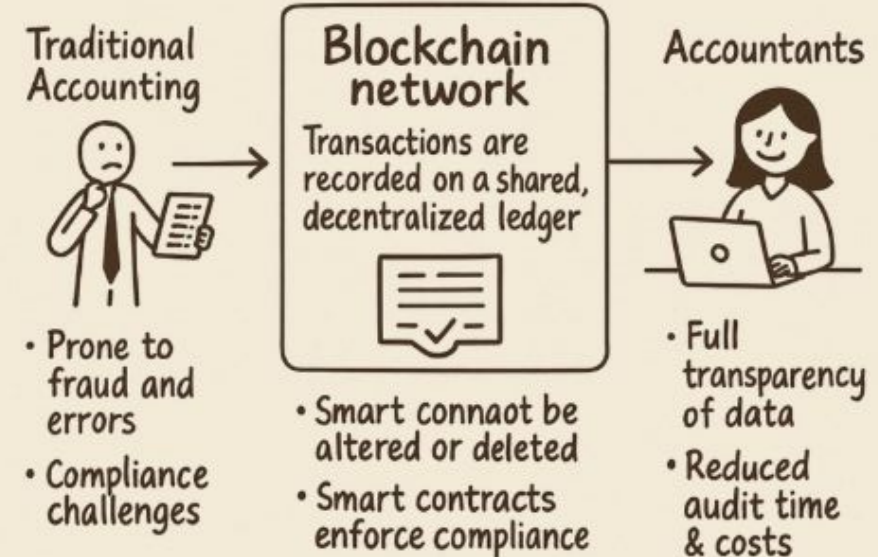 Traditional
Accounting
• Prone to
fraud and
errors
• Compliance
challenges
Blockchain
network
Transactions are
recorded on a shared,
decentralized ledger
• Smart connaot be
altered or deleted
• Smart contracts
enforce compliance
Accountants
• Full
transparency
of data
• Reduced
audit time
& costs